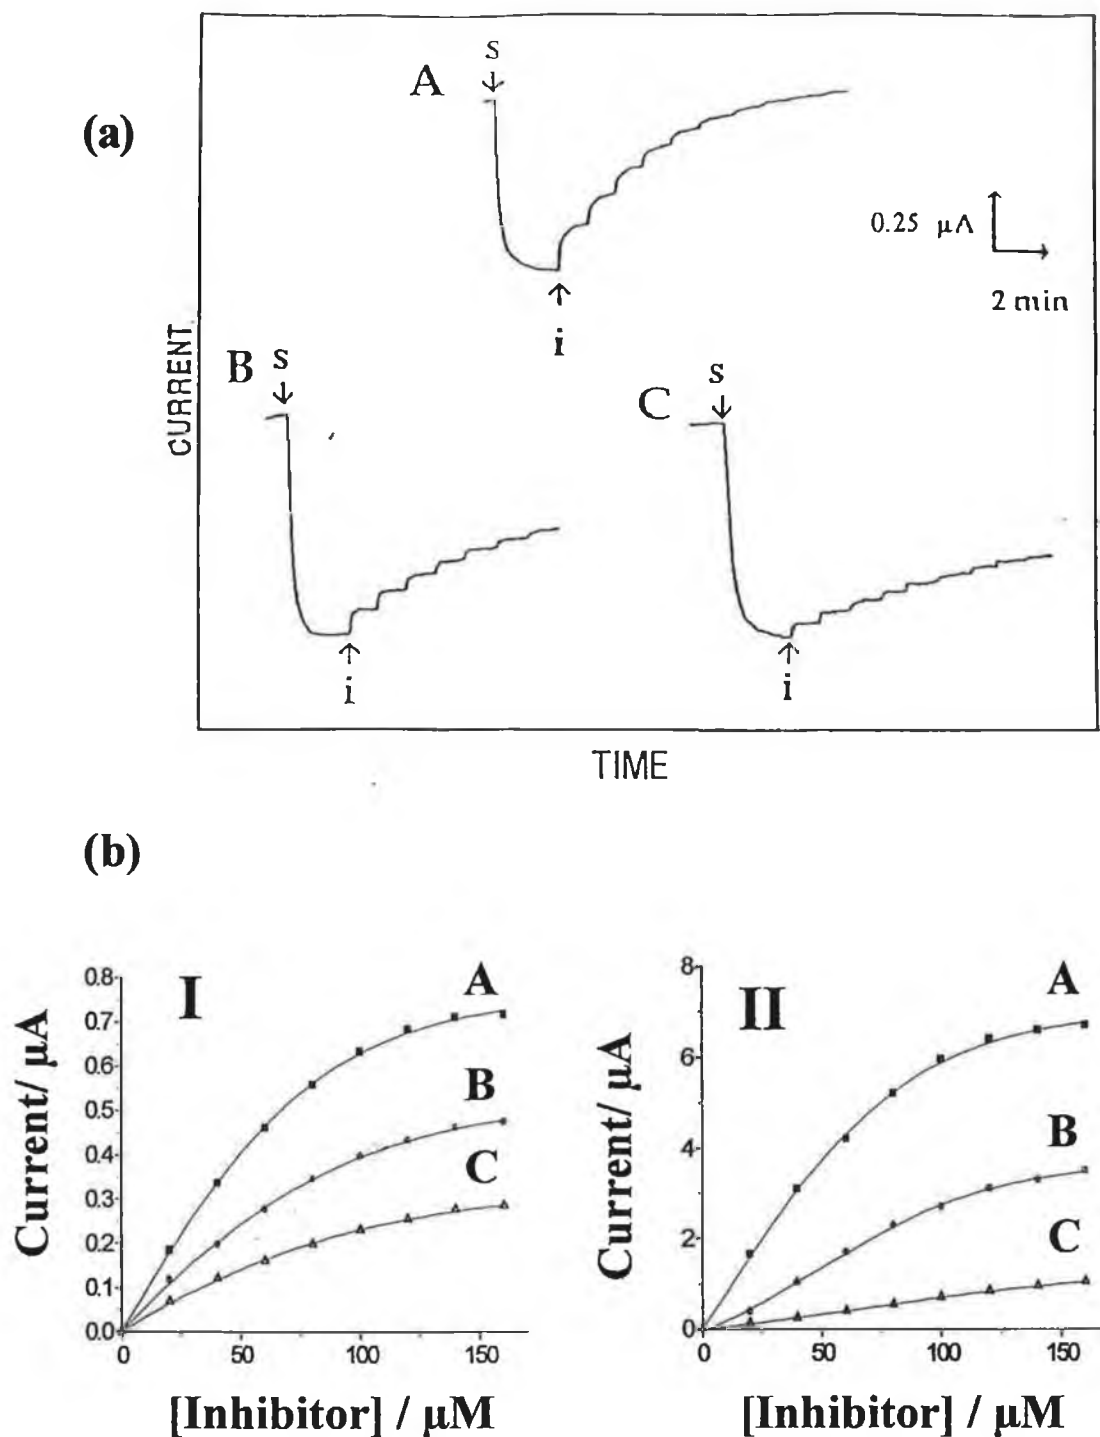 (a)
A
s
i
0.25 µA
2 min
B
s
i
C
s
i
CURRENT
TIME
(b)
I
A
B
C
0.8
0.7
0.6
0.5
0.4
0.3
0.2
0.1
0.0
0 50 100 150
Current/ µA
[Inhibitor] / µM
II
A
B
C
8
6
4
2
0
0 50 100 150
Current/ µA
[Inhibitor] / µM